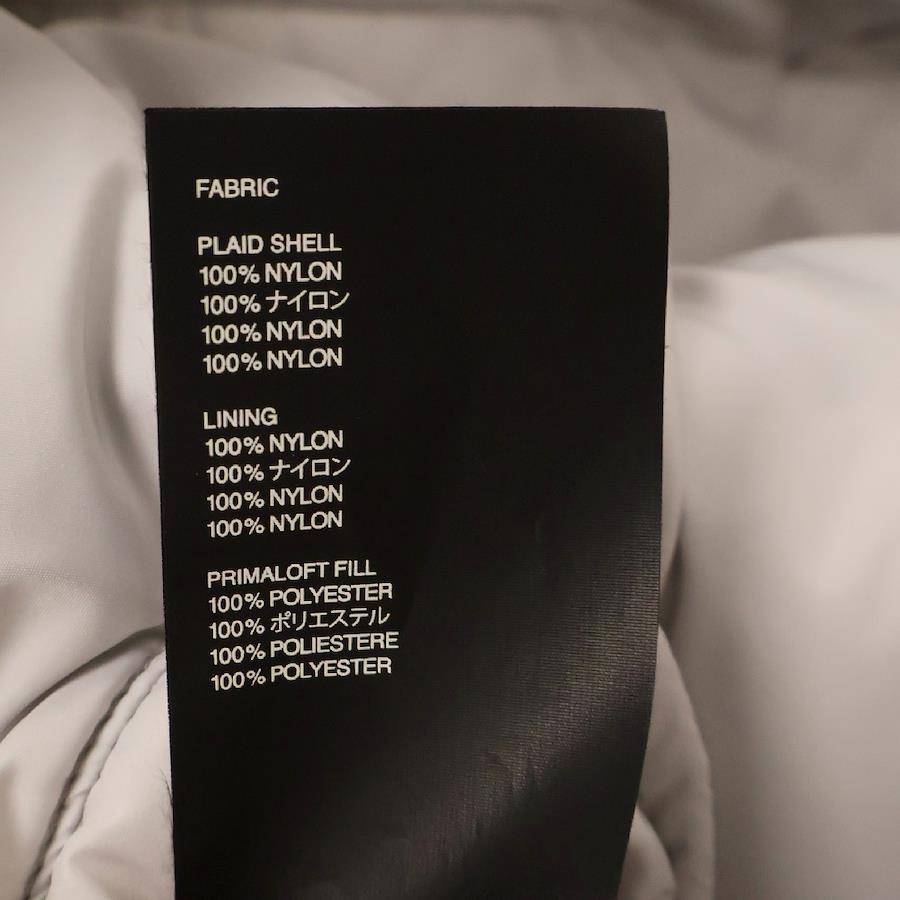 FABRIC
PLAID SHELL
100% NYLON
100% ナイロン
100% NYLON
100% NYLON
LINING
100% NYLON
100% ナイロン
100% NYLON
100% NYLON
PRIMALOFT FILL
100% POLYESTER
100% ポリエステル
100% POLIESTERE
100% POLYESTER